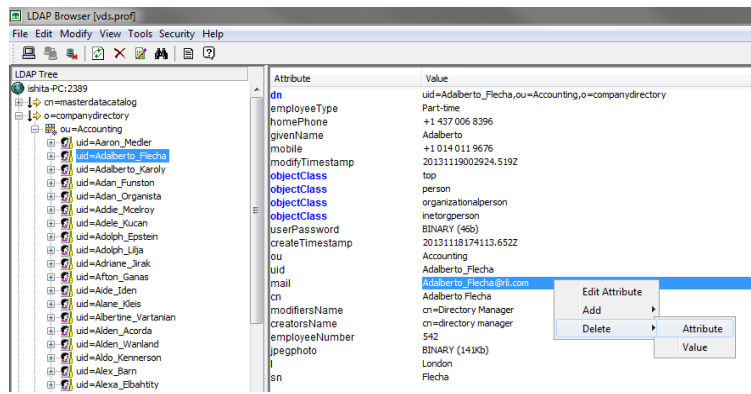 LDAP Browser [vds.prof]
File Edit Modify View Tools Security Help
LDAP Tree
ishita-PC:2389
cn=masterdatacatalog
o=companydirectory
ou=Accounting
uid=Aaron_Medler
uid=Adalberto_Flecha
uid=Adalberto_Karoly
uid=Adan_Funston
uid=Adan_Organista
uid=Addie_Mcelroy
uid=Adele_Kucan
uid=Adolph_Epstein
uid=Adolph_Lilja
uid=Adriane_Jirak
uid=Afton_Ganas
uid=Aide_Iden
uid=Alane_Kleis
uid=Albertine_Vartanian
uid=Alden_Acorda
uid=Alden_Wanland
uid=Aldo_Kennerson
uid=Alex_Barn
uid=Alexa_Elbahtity
Attribute Value
dn uid=Adalberto_Flecha,ou=Accounting,o=companydirectory
employeeType Part-time
homePhone +1 437 006 8396
givenName Adalberto
mobile +1 014 011 9676
modifyTimestamp 20131119002924.519Z
objectClass top
objectClass person
objectClass organizationalperson
objectClass inetorgperson
userPassword BINARY (46b)
createTimestamp 20131118174113.652Z
ou Accounting
uid Adalberto_Flecha
mail Adalberto_Flecha@rli.com
cn Adalberto Flecha
modifiersName cn=Directory Manager
creatorsName cn=directory manager
employeeNumber 542
jpegphoto BINARY (141Kb)
l London
sn Flecha
Edit Attribute
Add
Delete
Attribute
Value